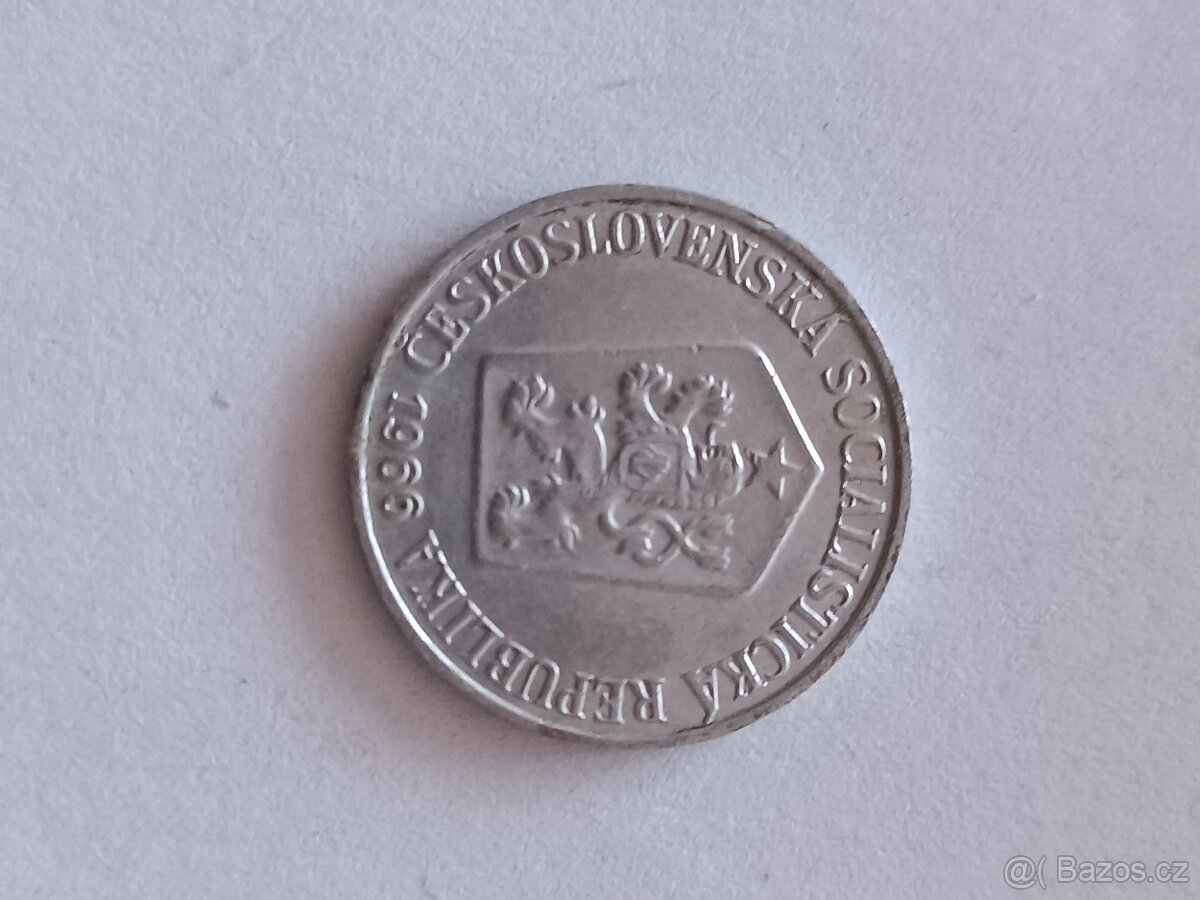 ČESKOSLOVENSKÁ SOCIALISTICKÁ REPUBLIKA
1966
@( Bazos.cz